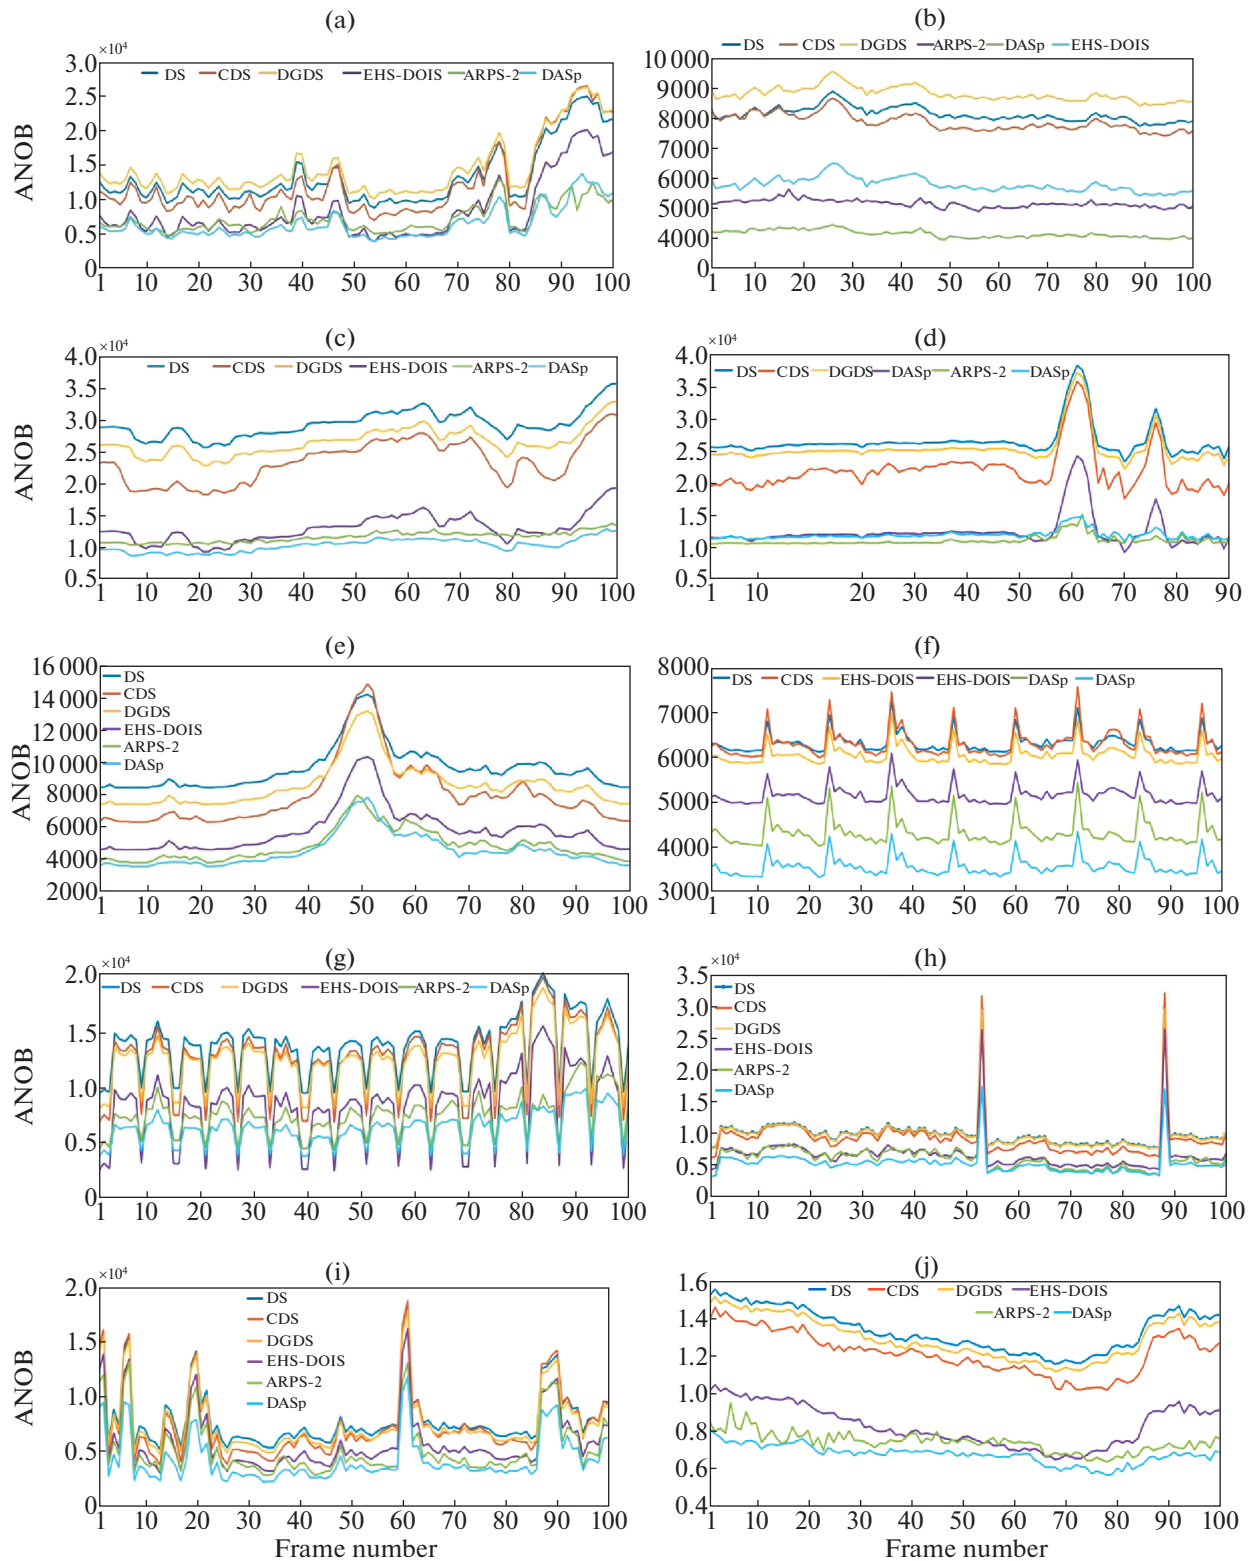 (a)
×10⁴
3.0
DS CDS DGDS EHS-DOIS ARPS-2 DASp
2.5
2.0
1.5
1.0
0.5
0
ANOB
1 10 20 30 40 50 60 70 80 90 100
(b)
DS CDS DGDS ARPS-2 DASp EHS-DOIS
10 000
8000
6000
5000
4000
0
1 10 20 30 40 50 60 70 80 90 100
(c)
×10⁴
4.0
DS CDS DGDS EHS-DOIS ARPS-2 DASp
3.5
3.0
2.5
2.0
1.5
1.0
0.5
ANOB
1 10 20 30 40 50 60 70 80 90 100
(d)
×10⁴
4.0
DS CDS DGDS DASp ARPS-2 DASp
3.5
3.0
2.5
2.0
1.5
1.0
0.5
1 10 20 40 50 60 70 80 90
(e)
16 000
DS
14 000
CDS
DGDS
12 000
EHS-DOIS
10 000
ARPS-2
DASp
8000
6000
4000
2000
ANOB
1 10 20 30 40 50 60 70 80 90 100
(f)
8000
DS CDS EHS-DOIS EHS-DOIS DASp DASp
7000
6000
5000
4000
3000
1 10 20 30 40 50 60 70 80 90 100
(g)
×10⁴
2.0
DS CDS DGDS EHS-DOIS ARPS-2 DASp
1.5
1.0
0.5
0
ANOB
1 10 20 30 40 50 60 70 80 90 100
(h)
×10⁴
3.5
DS
3.0
CDS
2.5
DGDS
EHS-DOIS
2.0
ARPS-2
DASp
1.5
1.0
0.5
0
1 10 20 30 40 50 60 70 80 90 100
(i)
×10⁴
2.0
DS
CDS
1.5
DGDS
EHS-DOIS
1.0
ARPS-2
DASp
0.5
0
ANOB
1 10 20 30 40 50 60 70 80 90 100
Frame number
(j)
1.6
DS CDS DGDS EHS-DOIS
ARPS-2 DASp
1.4
1.2
1.0
0.8
0.6
0.4
1 10 20 30 40 50 60 70 80 90 100
Frame number